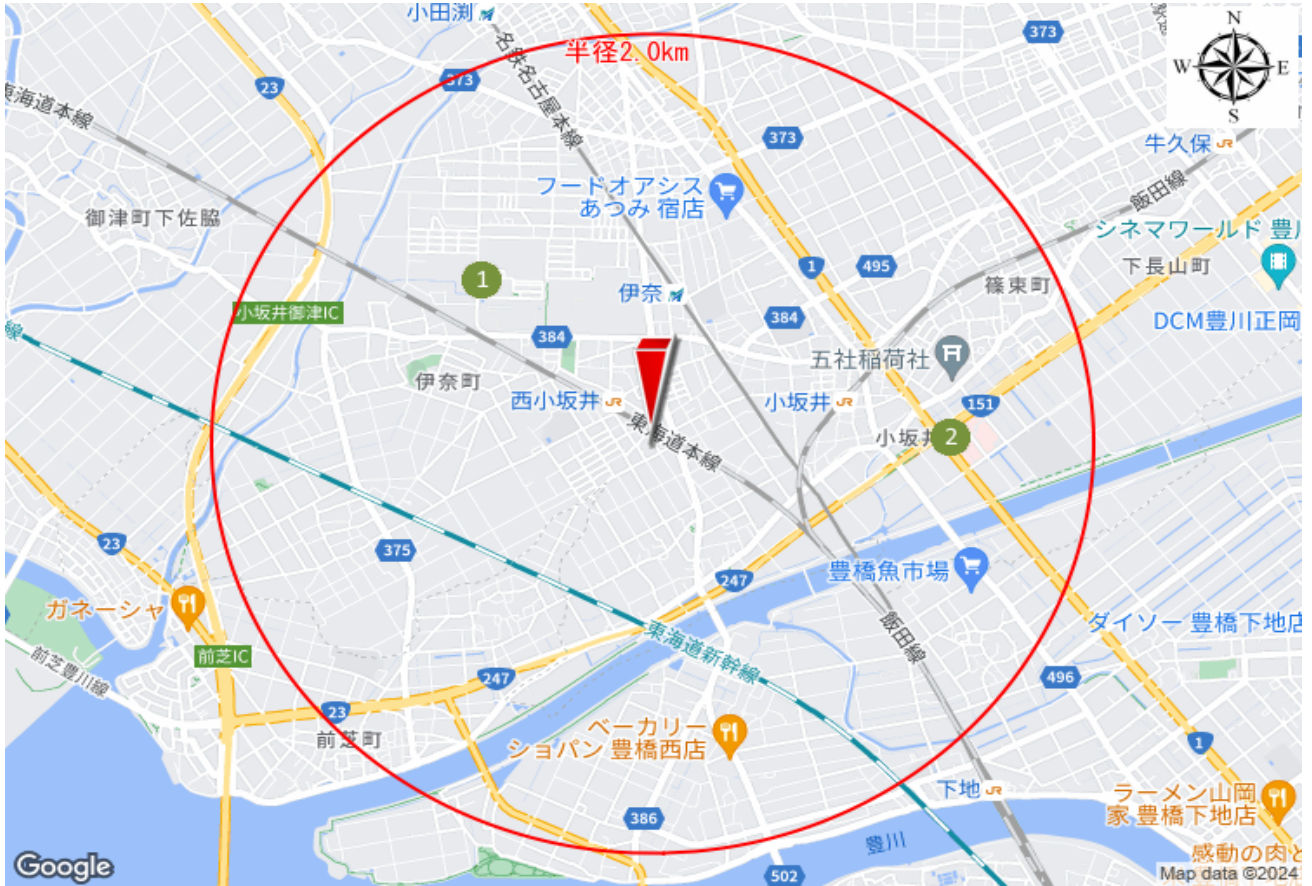 小田渕
半径2.0km
373
N
W E
S
23
373
名鉄名古屋本線
東海道本線
373
牛久保
飯田線
フードオアシス
あつみ 宿店
御津町下佐脇
シネマワールド 豊川
下長山町
1
495
篠東町
1
伊奈
小坂井御津IC
384
384
DCM豊川正岡
五社稲荷社
伊奈町
西小坂井
小坂井
151
東海道本線
小坂井
2
375
23
247
豊橋魚市場
ガネーシャ
東海道新幹線
飯田線
ダイソー 豊橋下地店
前芝IC
前芝豊川線
247
496
23
前芝町
ベーカリー
ショパン 豊橋西店
1
下地
ラーメン山岡
家 豊橋下地店
386
豊川
感動の肉と
502
Google
Map data ©2024